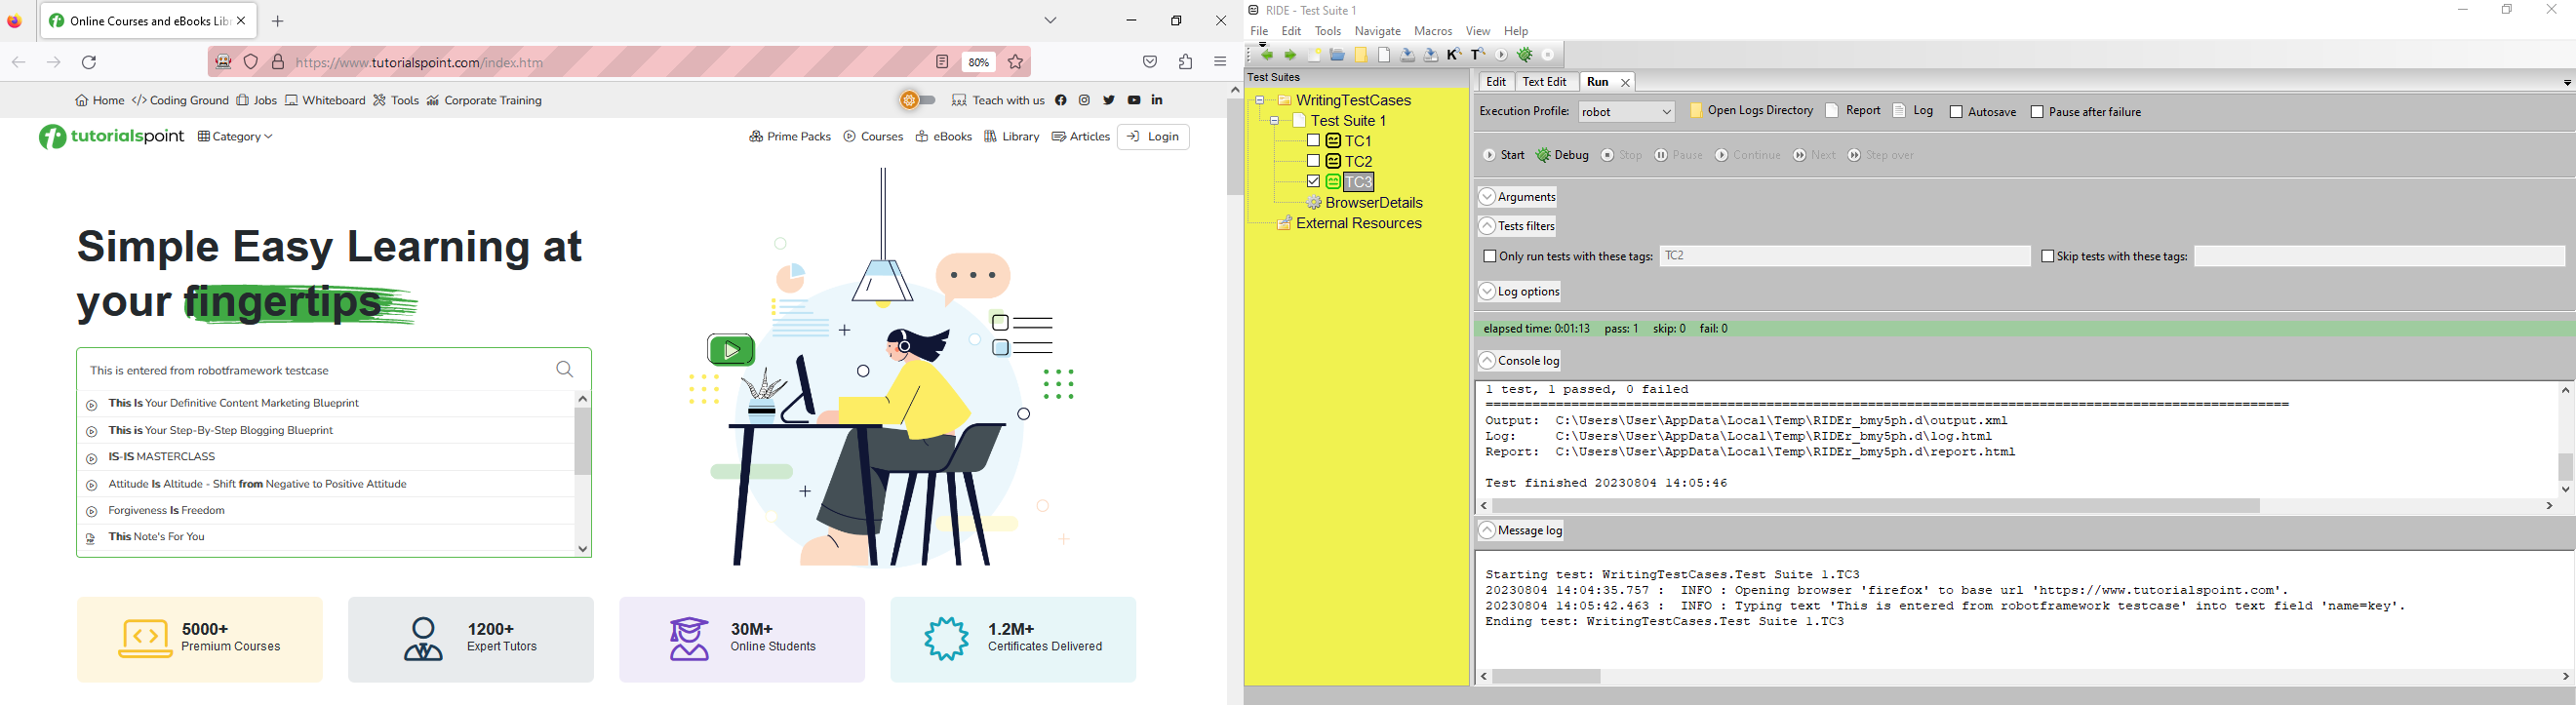 Online Courses and eBooks Libr
https://www.tutorialspoint.com/index.htm
80%
Home </> Coding Ground Jobs Whiteboard Tools Corporate Training
Teach with us
tutorialspoint Category
Prime Packs Courses eBooks Library Articles Login
Simple Easy Learning at
your fingertips
This is entered from robotframework testcase
This Is Your Definitive Content Marketing Blueprint
This is Your Step-By-Step Blogging Blueprint
IS-IS MASTERCLASS
Attitude Is Altitude - Shift from Negative to Positive Attitude
Forgiveness Is Freedom
This Note's For You
5000+
Premium Courses
1200+
Expert Tutors
30M+
Online Students
1.2M+
Certificates Delivered
RIDE - Test Suite 1
File Edit Tools Navigate Macros View Help
Test Suites
WritingTestCases
Test Suite 1
TC1
TC2
TC3
BrowserDetails
External Resources
Edit Text Edit Run
Execution Profile: robot Open Logs Directory Report Log Autosave Pause after failure
Start Debug Stop Pause Continue Next Step over
Arguments
Tests filters
Only run tests with these tags: TC2 Skip tests with these tags:
Log options
elapsed time: 0:01:13 pass: 1 skip: 0 fail: 0
Console log
1 test, 1 passed, 0 failed
==============================================================================
Output: C:\Users\User\AppData\Local\Temp\RIDEr_bmy5ph.d\output.xml
Log: C:\Users\User\AppData\Local\Temp\RIDEr_bmy5ph.d\log.html
Report: C:\Users\User\AppData\Local\Temp\RIDEr_bmy5ph.d\report.html
Test finished 20230804 14:05:46
Message log
Starting test: WritingTestCases.Test Suite 1.TC3
20230804 14:04:35.757 : INFO : Opening browser 'firefox' to base url 'https://www.tutorialspoint.com'.
20230804 14:05:42.463 : INFO : Typing text 'This is entered from robotframework testcase' into text field 'name=key'.
Ending test: WritingTestCases.Test Suite 1.TC3